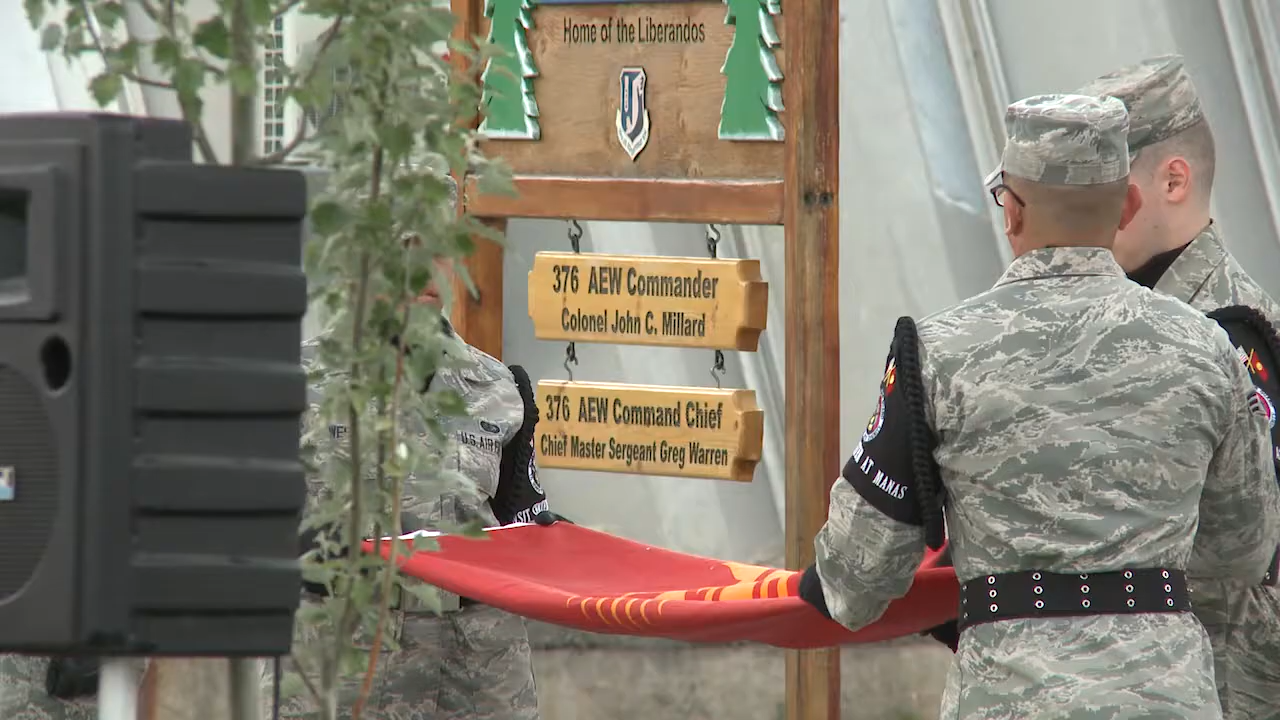 Home of the Liberandos
376 AEW Commander
Colonel John C. Millard
376 AEW Command Chief
Chief Master Sergeant Greg Warren
U.S. AIR
AT MANAS